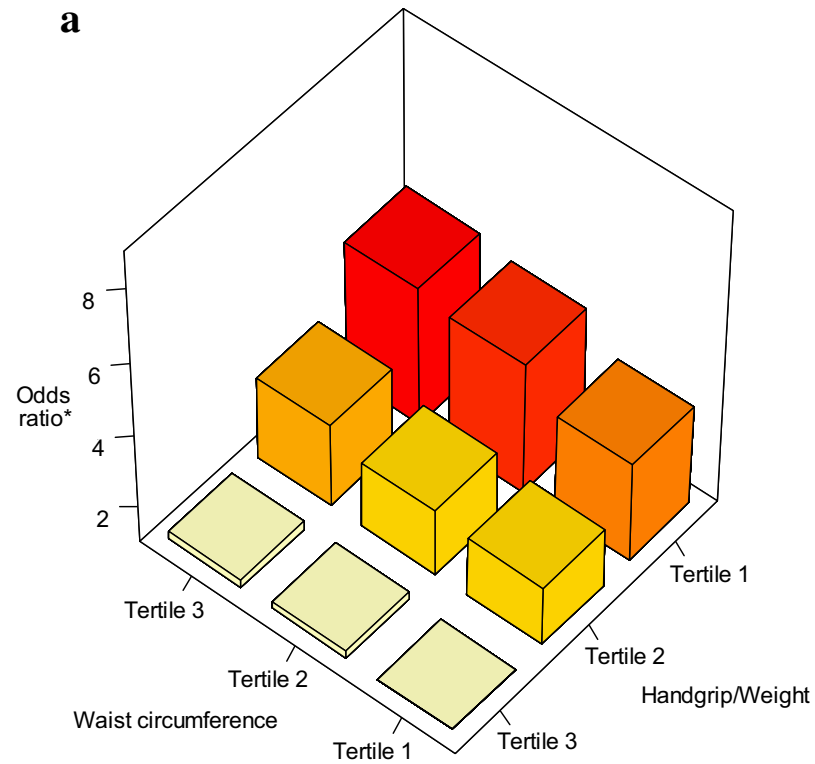 a
8
6
4
2
Odds
ratio*
Tertile 3
Tertile 2
Tertile 1
Waist circumference
Tertile 1
Tertile 2
Tertile 3
Handgrip/Weight